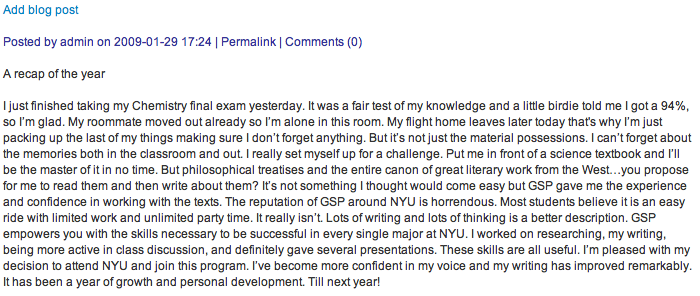 Add blog post
Posted by admin on 2009-01-29 17:24 | Permalink | Comments (0)
A recap of the year
I just finished taking my Chemistry final exam yesterday. It was a fair test of my knowledge and a little birdie told me I got a 94%,
so I'm glad. My roommate moved out already so I'm alone in this room. My flight home leaves later today that's why I'm just
packing up the last of my things making sure I don't forget anything. But it's not just the material possessions. I can't forget about
the memories both in the classroom and out. I really set myself up for a challenge. Put me in front of a science textbook and I'll
be the master of it in no time. But philosophical treatises and the entire canon of great literary work from the West…you propose
for me to read them and then write about them? It's not something I thought would come easy but GSP gave me the experience
and confidence in working with the texts. The reputation of GSP around NYU is horrendous. Most students believe it is an easy
ride with limited work and unlimited party time. It really isn't. Lots of writing and lots of thinking is a better description. GSP
empowers you with the skills necessary to be successful in every single major at NYU. I worked on researching, my writing,
being more active in class discussion, and definitely gave several presentations. These skills are all useful. I'm pleased with my
decision to attend NYU and join this program. I've become more confident in my voice and my writing has improved remarkably.
It has been a year of growth and personal development. Till next year!